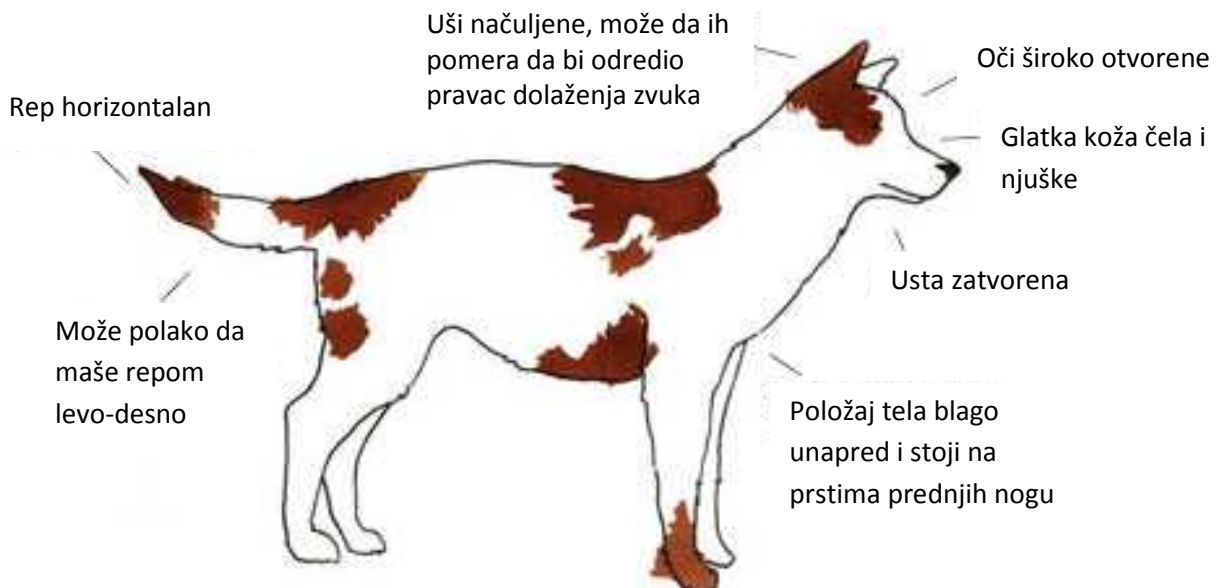 Uši načuljene, može da ih
pomera da bi odredio
pravac dolaženja zvuka
Oči široko otvorene
Rep horizontalan
Glatka koža čela i
njuške
Usta zatvorena
Može polako da
maše repom
levo-desno
Položaj tela blago
unapred i stoji na
prstima prednjih nogu